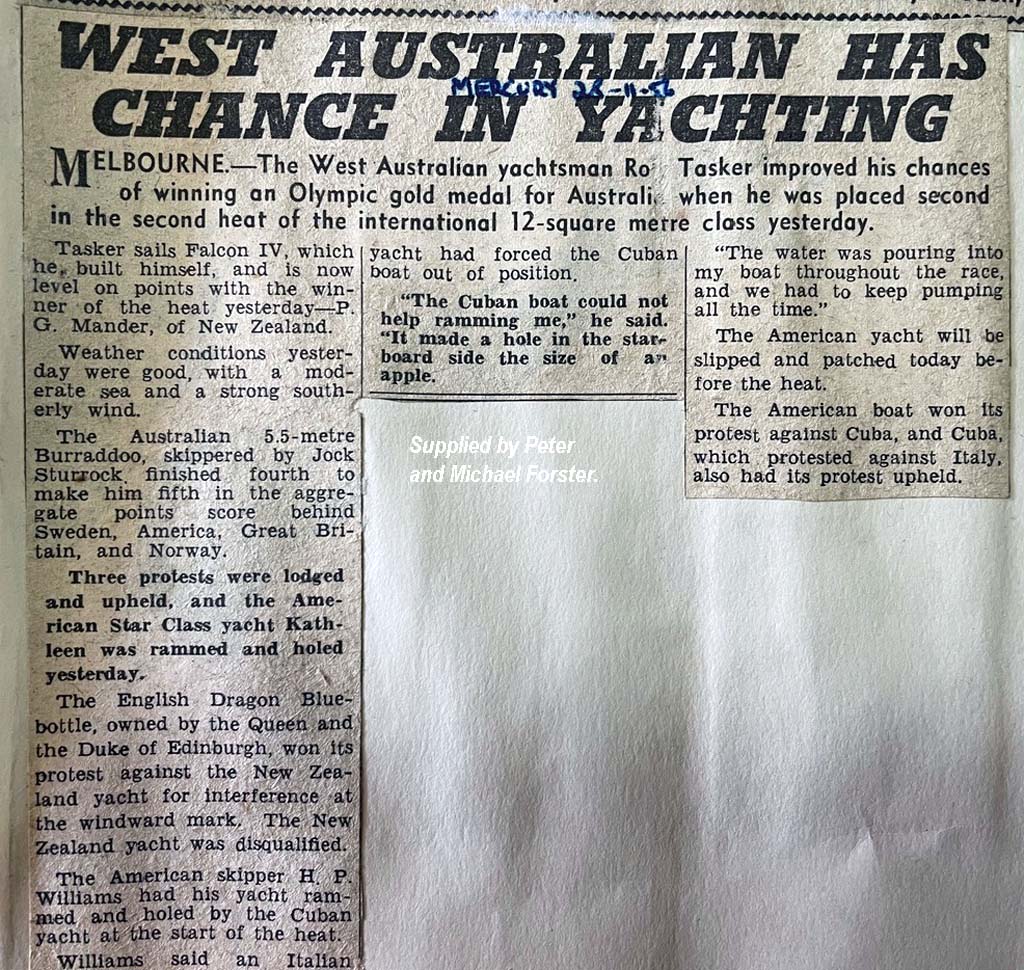 WEST AUSTRALIAN HAS
CHANCE IN YACHTING
MERCURY 28-11-56
MELBOURNE.—The West Australian yachtsman Ro Tasker improved his chances
of winning an Olympic gold medal for Australi when he was placed second
in the second heat of the international 12-square metre class yesterday.
Tasker sails Falcon IV, which
he built himself, and is now
level on points with the win-
ner of the heat yesterday—P.
G. Mander, of New Zealand.
Weather conditions yester-
day were good, with a mod-
erate sea and a strong south-
erly wind.
The Australian 5.5-metre
Burraddoo, skippered by Jock
Sturrock finished fourth to
make him fifth in the aggre-
gate points score behind
Sweden, America, Great Bri-
tain, and Norway.
Three protests were lodged
and upheld, and the Ame-
rican Star Class yacht Kath-
leen was rammed and holed
yesterday.
The English Dragon Blue-
bottle, owned by the Queen and
the Duke of Edinburgh, won its
protest against the New Zea-
land yacht for interference at
the windward mark. The New
Zealand yacht was disqualified.
The American skipper H. P.
Williams had his yacht ram-
med and holed by the Cuban
yacht at the start of the heat.
Williams said an Italian
yacht had forced the Cuban
boat out of position.
"The Cuban boat could not
help ramming me," he said.
"It made a hole in the star-
board side the size of an
apple.
"The water was pouring into
my boat throughout the race,
and we had to keep pumping
all the time."
The American yacht will be
slipped and patched today be-
fore the heat.
The American boat won its
protest against Cuba, and Cuba,
which protested against Italy,
also had its protest upheld.
Supplied by Peter
and Michael Forster.